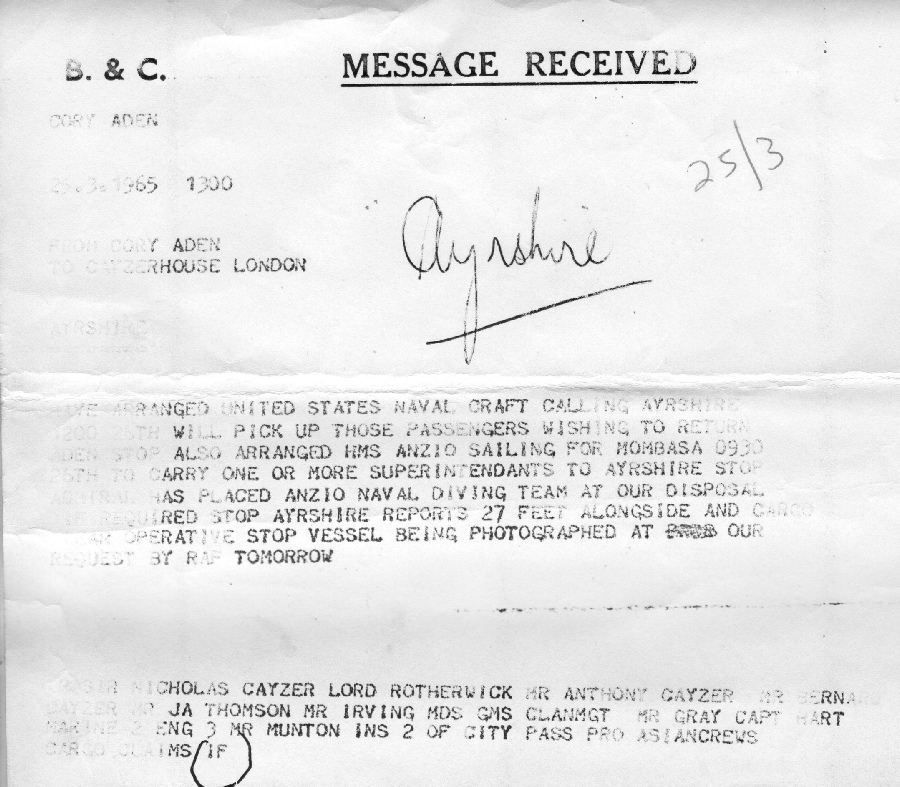 B. & C. MESSAGE RECEIVED
CORY ADEN
25/3
25.3.1965 1300
Ayrshire
FROM CORY ADEN
TO CAYZERHOUSE LONDON
AYRSHIRE
HAVE ARRANGED UNITED STATES NAVAL CRAFT CALLING AYRSHIRE
1200 26TH WILL PICK UP THOSE PASSENGERS WISHING TO RETURN
ADEN STOP ALSO ARRANGED HMS ANZIO SAILING FOR MOMBASA 0930
26TH TO CARRY ONE OR MORE SUPERINTENDANTS TO AYRSHIRE STOP
ADMIRAL HAS PLACED ANZIO NAVAL DIVING TEAM AT OUR DISPOSAL
IF REQUIRED STOP AYRSHIRE REPORTS 27 FEET ALONGSIDE AND CARGO
OPERATIVE STOP VESSEL BEING PHOTOGRAPHED AT OUR
REQUEST BY RAF TOMORROW
SIR NICHOLAS CAYZER LORD ROTHERWICK MR ANTHONY CAYZER MR BERNARD
CAYZER MR JA THOMSON MR IRVING MDS GMS CLANMGT MR GRAY CAPT HART
MARINE 2 ENG 3 MR MUNTON INS 2 OF CITY PASS PRO ASIANCREWS
CARGO CLAIMS IF